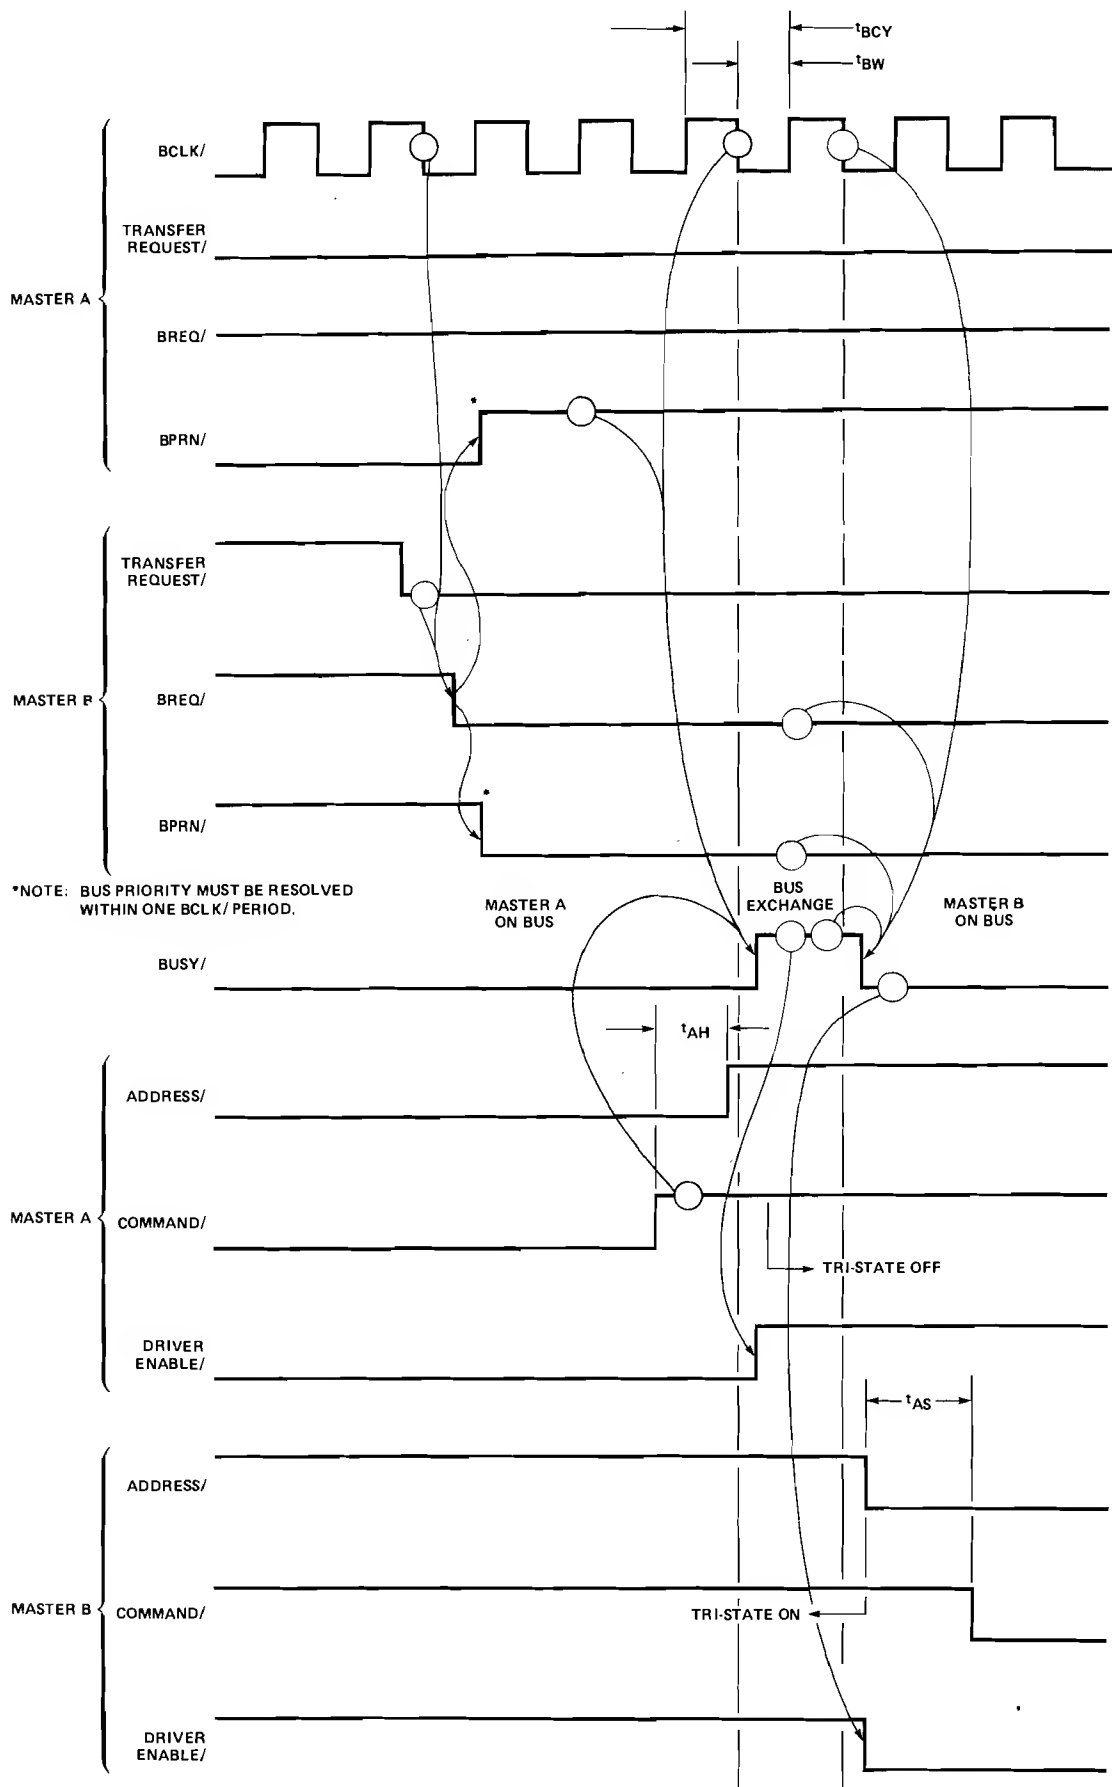 tBCY
tBW
BCLK/
TRANSFER
REQUEST/
MASTER A
BREQ/
*
BPRN/
TRANSFER
REQUEST/
MASTER B
BREQ/
*
BPRN/
*NOTE: BUS PRIORITY MUST BE RESOLVED
WITHIN ONE BCLK/ PERIOD.
MASTER A
ON BUS
BUS
EXCHANGE
MASTER B
ON BUS
BUSY/
tAH
ADDRESS/
MASTER A
COMMAND/
TRI-STATE OFF
DRIVER
ENABLE/
tAS
ADDRESS/
MASTER B
COMMAND/
TRI-STATE ON
DRIVER
ENABLE/